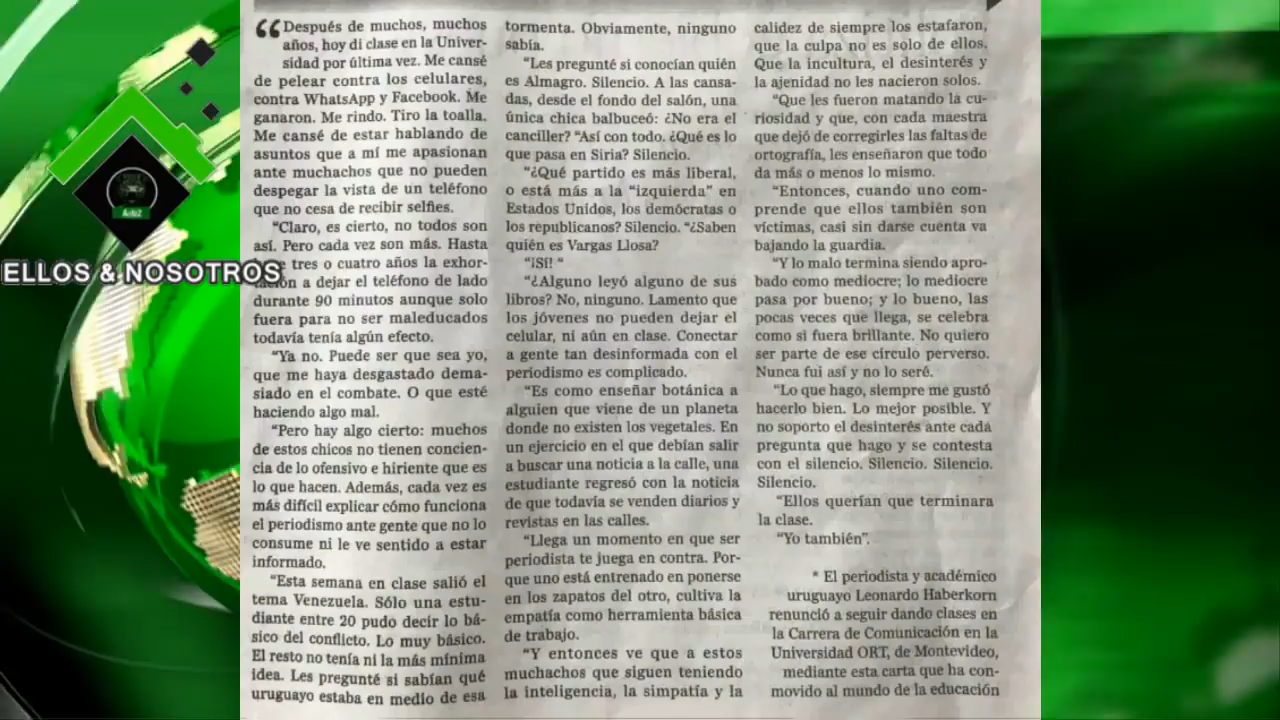 “Después de muchos, muchos
años, hoy di clase en la Univer-
sidad por última vez. Me cansé
de pelear contra los celulares,
contra WhatsApp y Facebook. Me
ganaron. Me rindo. Tiro la toalla.
Me cansé de estar hablando de
asuntos que a mí me apasionan
ante muchachos que no pueden
despegar la vista de un teléfono
que no cesa de recibir selfies.
“Claro, es cierto, no todos son
así. Pero cada vez son más. Hasta
tres o cuatro años la exhor-
a dejar el teléfono de lado
durante 90 minutos aunque solo
fuera para no ser maleducados
todavía tenía algún efecto.
“Ya no. Puede ser que sea yo,
que me haya desgastado dema-
siado en el combate. O que esté
haciendo algo mal.
“Pero hay algo cierto: muchos
de estos chicos no tienen concien-
cia de lo ofensivo e hiriente que es
lo que hacen. Además, cada vez es
más difícil explicar cómo funciona
el periodismo ante gente que no lo
consume ni le ve sentido a estar
informado.
“Esta semana en clase salió el
tema Venezuela. Sólo una estu-
diante entre 20 pudo decir lo bá-
sico del conflicto. Lo muy básico.
El resto no tenía ni la más mínima
idea. Les pregunté si sabían qué
uruguayo estaba en medio de esa
tormenta. Obviamente, ninguno
sabía.
“Les pregunté si conocían quién
es Almagro. Silencio. A las cansa-
das, desde el fondo del salón, una
única chica balbuceó: ¿No era el
canciller? “Así con todo. ¿Qué es lo
que pasa en Siria? Silencio.
“¿Qué partido es más liberal,
o está más a la “izquierda” en
Estados Unidos, los demócratas o
los republicanos? Silencio. “¿Saben
quién es Vargas Llosa?
“¡Sí! “
“¿Alguno leyó alguno de sus
libros? No, ninguno. Lamento que
los jóvenes no pueden dejar el
celular, ni aún en clase. Conectar
a gente tan desinformada con el
periodismo es complicado.
“Es como enseñar botánica a
alguien que viene de un planeta
donde no existen los vegetales. En
un ejercicio en el que debían salir
a buscar una noticia a la calle, una
estudiante regresó con la noticia
de que todavía se venden diarios y
revistas en las calles.
“Llega un momento en que ser
periodista te juega en contra. Por-
que uno está entrenado en ponerse
en los zapatos del otro, cultiva la
empatía como herramienta básica
de trabajo.
“Y entonces ve que a estos
muchachos que siguen teniendo
la inteligencia, la simpatía y la
calidez de siempre los estafaron,
que la culpa no es solo de ellos.
Que la incultura, el desinterés y
la ajenidad no les nacieron solos.
“Que les fueron matando la cu-
riosidad y que, con cada maestra
que dejó de corregirles las faltas de
ortografía, les enseñaron que todo
da más o menos lo mismo.
“Entonces, cuando uno com-
prende que ellos también son
víctimas, casi sin darse cuenta va
bajando la guardia.
“Y lo malo termina siendo apro-
bado como mediocre; lo mediocre
pasa por bueno; y lo bueno, las
pocas veces que llega, se celebra
como si fuera brillante. No quiero
ser parte de ese círculo perverso.
Nunca fui así y no lo seré.
“Lo que hago, siempre me gustó
hacerlo bien. Lo mejor posible. Y
no soporto el desinterés ante cada
pregunta que hago y se contesta
con el silencio. Silencio. Silencio.
Silencio.
“Ellos querían que terminara
la clase.
“Yo también”.
* El periodista y académico
uruguayo Leonardo Haberkorn
renunció a seguir dando clases en
la Carrera de Comunicación en la
Universidad ORT, de Montevideo,
mediante esta carta que ha con-
movido al mundo de la educación
AtoZ
ELLOS & NOSOTROS